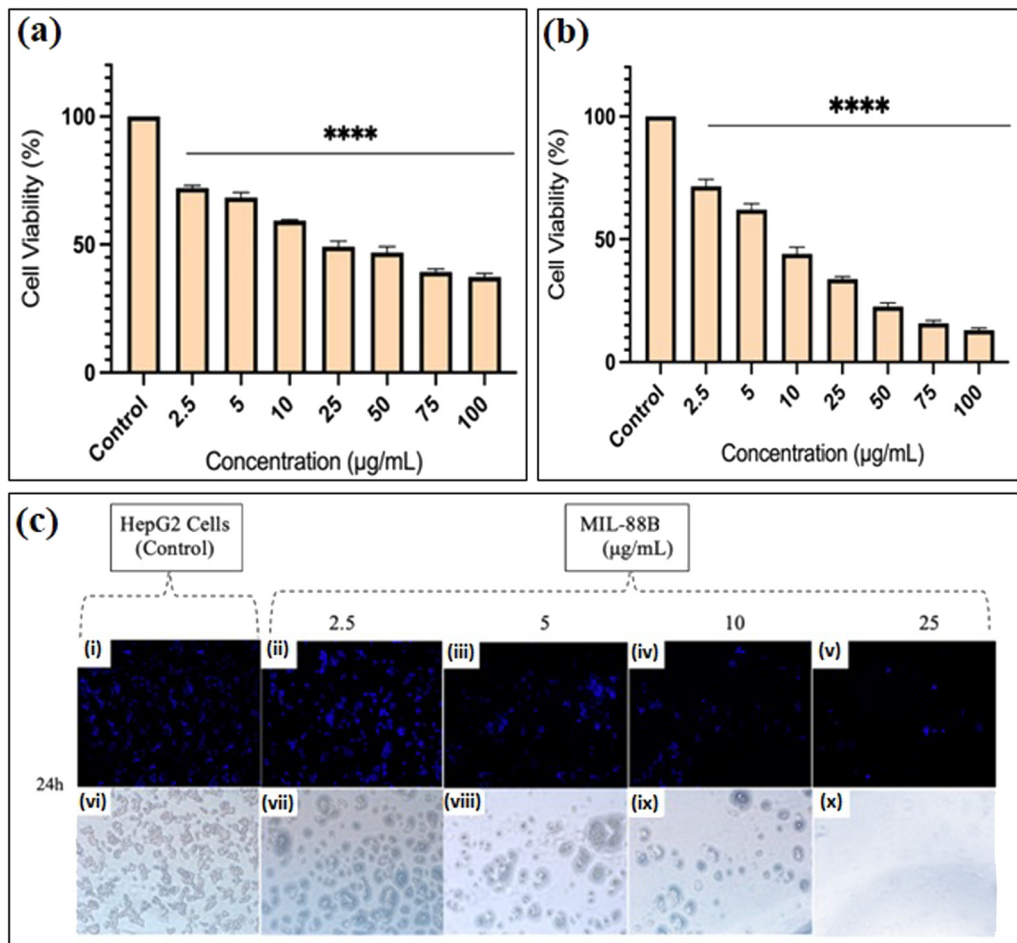 (a)
Cell Viability (%)
100
50
0
****
Control
2.5
5
10
25
50
75
100
Concentration (µg/mL)
(b)
Cell Viability (%)
100
50
0
****
Control
2.5
5
10
25
50
75
100
Concentration (µg/mL)
(c)
HepG2 Cells
(Control)
MIL-88B
(µg/mL)
2.5
5
10
25
(i)
(ii)
(iii)
(iv)
(v)
24h
(vi)
(vii)
(viii)
(ix)
(x)